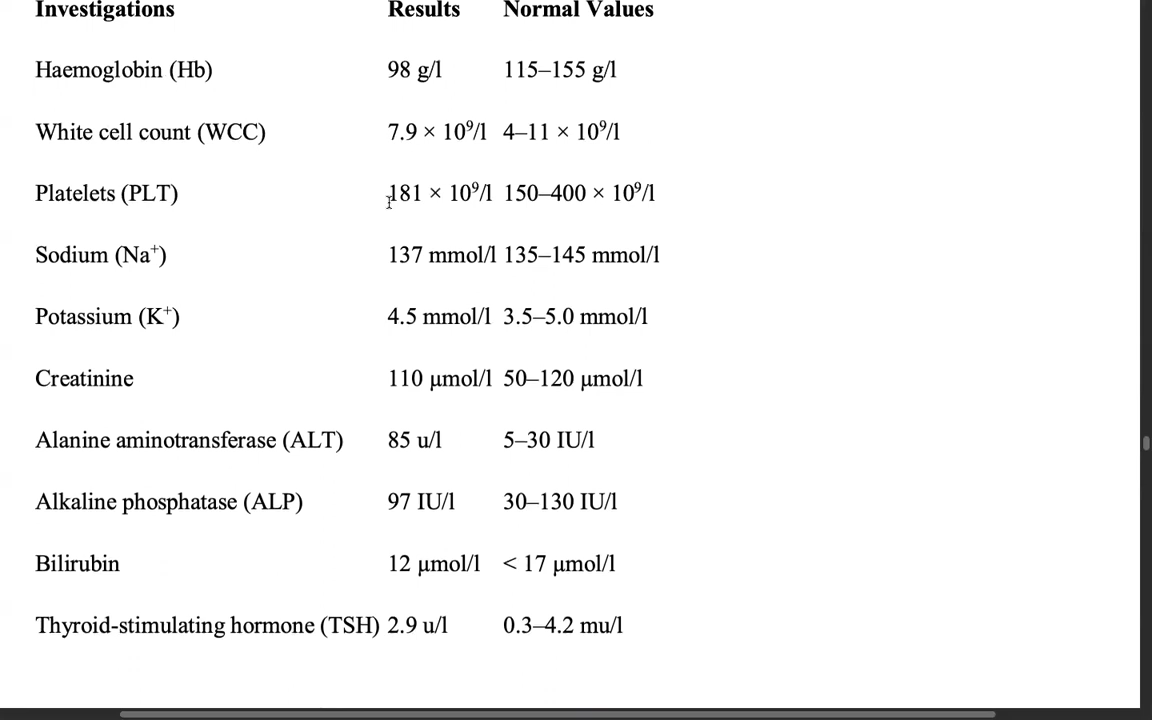 Investigations Results Normal Values
Haemoglobin (Hb) 98 g/l 115–155 g/l
White cell count (WCC) 7.9 × 10⁹/l 4–11 × 10⁹/l
Platelets (PLT) 181 × 10⁹/l 150–400 × 10⁹/l
Sodium (Na⁺) 137 mmol/l 135–145 mmol/l
Potassium (K⁺) 4.5 mmol/l 3.5–5.0 mmol/l
Creatinine 110 μmol/l 50–120 μmol/l
Alanine aminotransferase (ALT) 85 u/l 5–30 IU/l
Alkaline phosphatase (ALP) 97 IU/l 30–130 IU/l
Bilirubin 12 μmol/l < 17 μmol/l
Thyroid-stimulating hormone (TSH) 2.9 u/l 0.3–4.2 mu/l